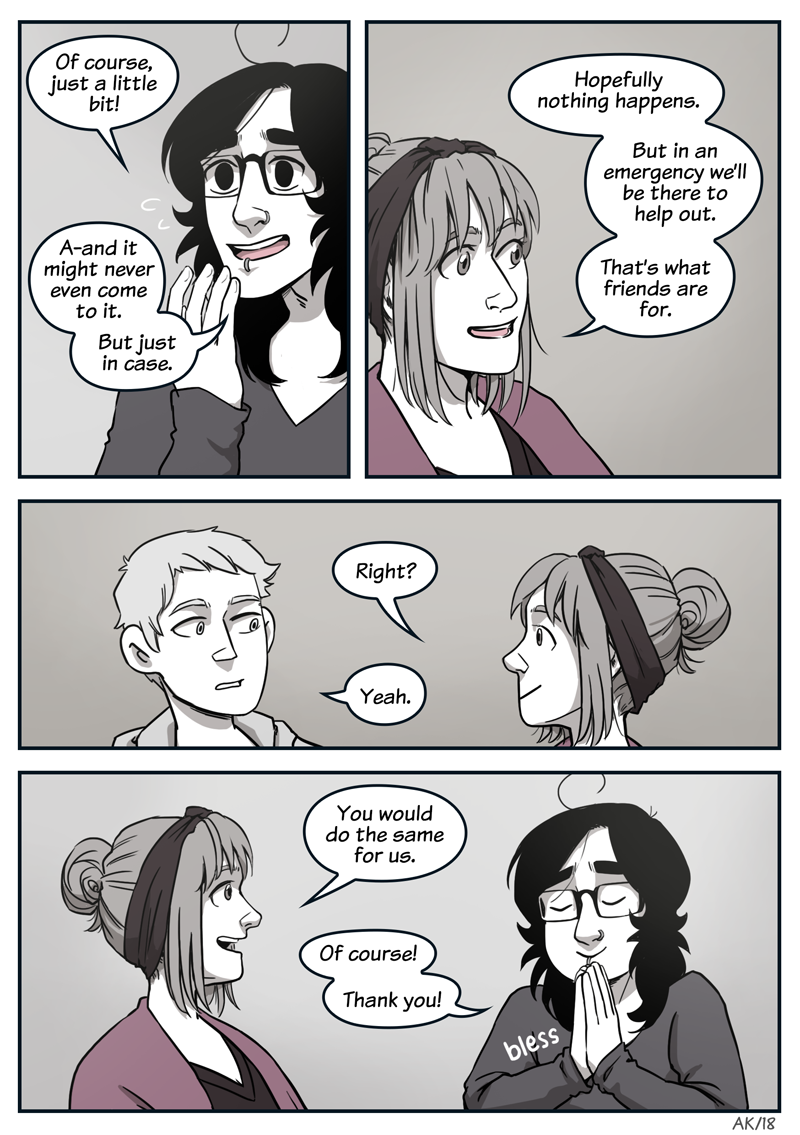 Of course,
just a little
bit!
A-and it
might never
even come
to it.
But just
in case.
Hopefully
nothing happens.
But in an
emergency we'll
be there to
help out.
That's what
friends are
for.
Right?
Yeah.
You would
do the same
for us.
Of course!
Thank you!
bless
AK/18